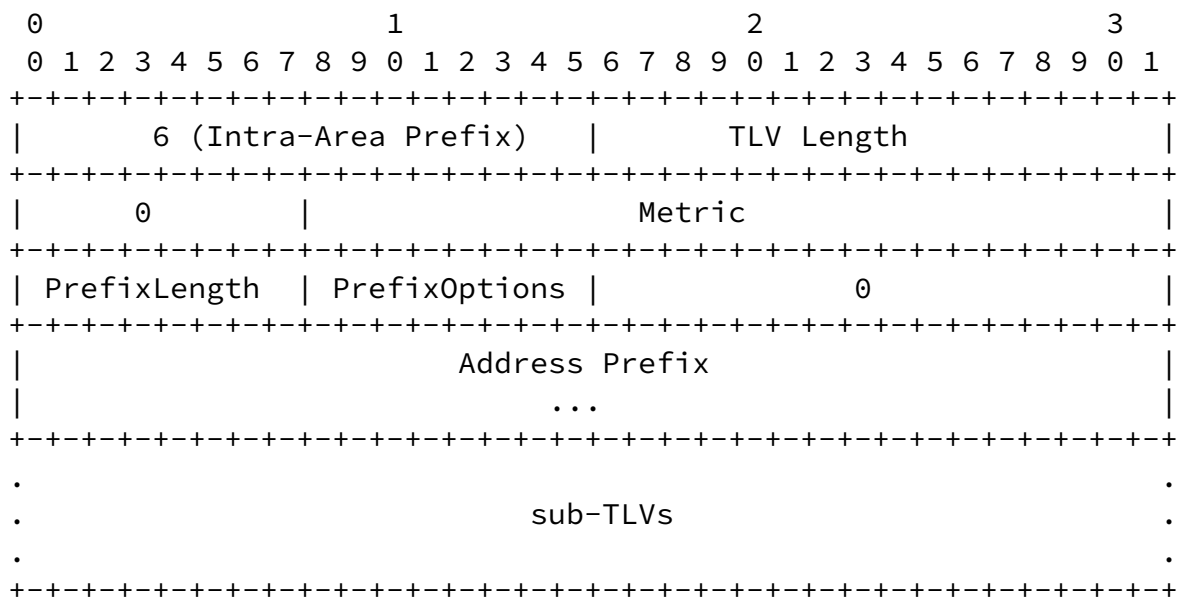 0                   1                   2                   3
0 1 2 3 4 5 6 7 8 9 0 1 2 3 4 5 6 7 8 9 0 1 2 3 4 5 6 7 8 9 0 1
+-+-+-+-+-+-+-+-+-+-+-+-+-+-+-+-+-+-+-+-+-+-+-+-+-+-+-+-+-+-+-+-+
|       6 (Intra-Area Prefix)   |       TLV Length              |
+-+-+-+-+-+-+-+-+-+-+-+-+-+-+-+-+-+-+-+-+-+-+-+-+-+-+-+-+-+-+-+-+
|      0        |                  Metric                       |
+-+-+-+-+-+-+-+-+-+-+-+-+-+-+-+-+-+-+-+-+-+-+-+-+-+-+-+-+-+-+-+-+
| PrefixLength  | PrefixOptions |              0                |
+-+-+-+-+-+-+-+-+-+-+-+-+-+-+-+-+-+-+-+-+-+-+-+-+-+-+-+-+-+-+-+-+
|                        Address Prefix                         |
|                             ...                               |
+-+-+-+-+-+-+-+-+-+-+-+-+-+-+-+-+-+-+-+-+-+-+-+-+-+-+-+-+-+-+-+-+
.                                                               .
.                            sub-TLVs                           .
.                                                               .
+-+-+-+-+-+-+-+-+-+-+-+-+-+-+-+-+-+-+-+-+-+-+-+-+-+-+-+-+-+-+-+-+